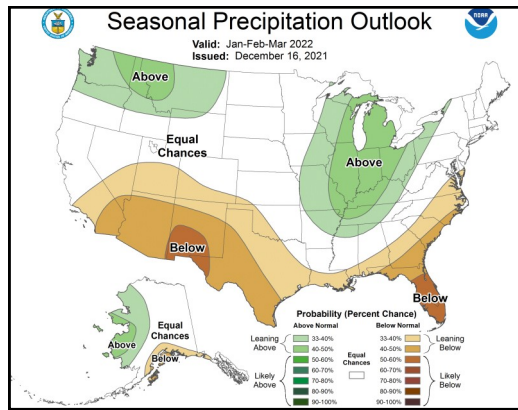 Seasonal Precipitation Outlook
Valid: Jan-Feb-Mar 2022
Issued: December 16, 2021
NOAA
Above
Equal
Chances
Above
Below
Below
Above
Equal
Chances
Below
Probability (Percent Chance)
Above Normal Below Normal
Leaning
Above
33-40%
40-50%
Likely
Above
50-60%
60-70%
70-80%
80-90%
90-100%
Equal
Chances
33-40%
40-50%
Leaning
Below
50-60%
60-70%
70-80%
80-90%
90-100%
Likely
Below